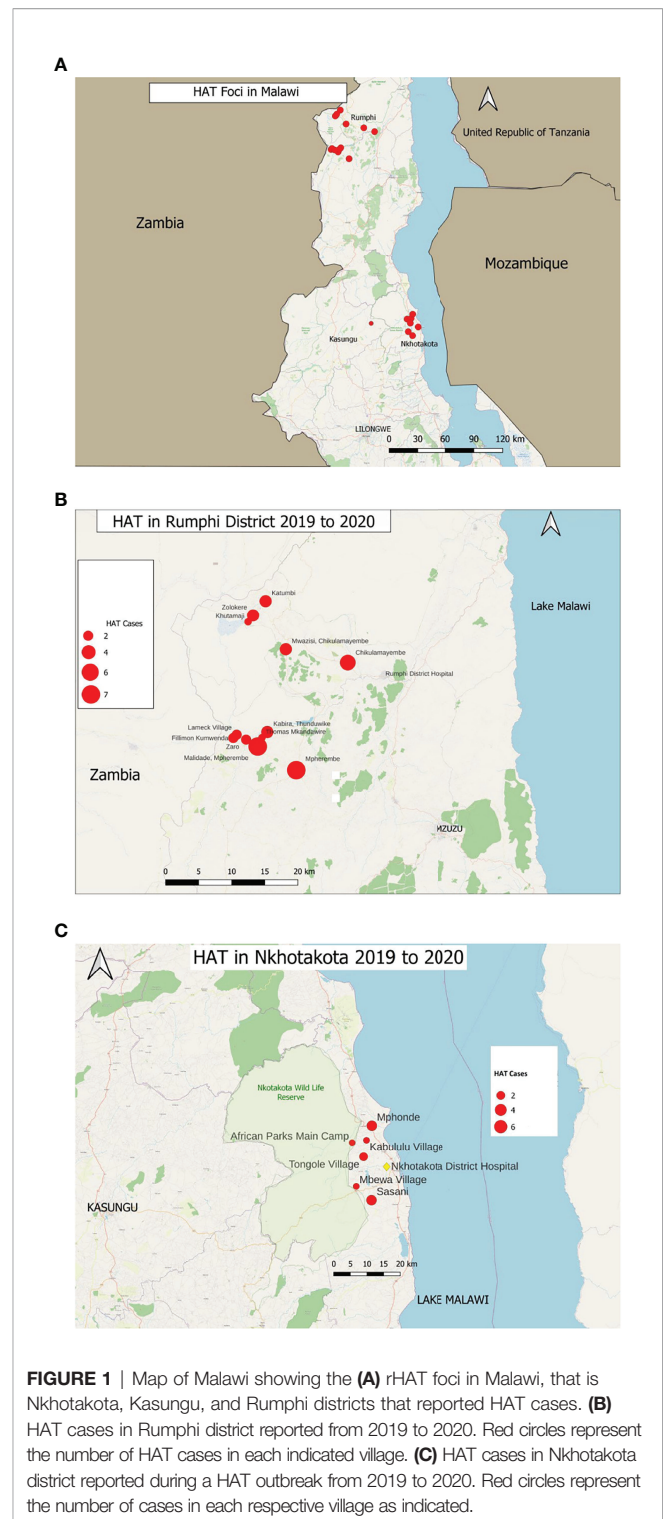 A
HAT Foci in Malawi
Rumphi
United Republic of Tanzania
Zambia
Mozambique
Kasungu
Nkhotakota
LILONGWE
0 30 60 90 120 km
B
HAT in Rumphi District 2019 to 2020
HAT Cases
2
4
6
7
Katumbi
Zolokere
Khutamaji
Lake Malawi
Mwazisi, Chikulamayembe
Chikulamayembe
Rumphi District Hospital
Lameck Village
Kabira, Thunduwike
Fillimon Kumwenda
Thomas Mkandawire
Zaro
Malidade, Mpherembe
Mpherembe
Zambia
MZUZU
0 5 10 15 20 km
C
HAT in Nkhotakota 2019 to 2020
HAT Cases
2
4
6
Nkotakota Wild Life
Reserve
Mphonde
African Parks Main Camp
Kabululu Village
Tongole Village
Nkhotakota District Hospital
Mbewa Village
Sasani
KASUNGU
0 5 10 15 20 km
LAKE MALAWI
FIGURE 1 | Map of Malawi showing the (A) rHAT foci in Malawi, that is
Nkhotakota, Kasungu, and Rumphi districts that reported HAT cases. (B)
HAT cases in Rumphi district reported from 2019 to 2020. Red circles represent
the number of HAT cases in each indicated village. (C) HAT cases in Nkhotakota
district reported during a HAT outbreak from 2019 to 2020. Red circles represent
the number of cases in each respective village as indicated.